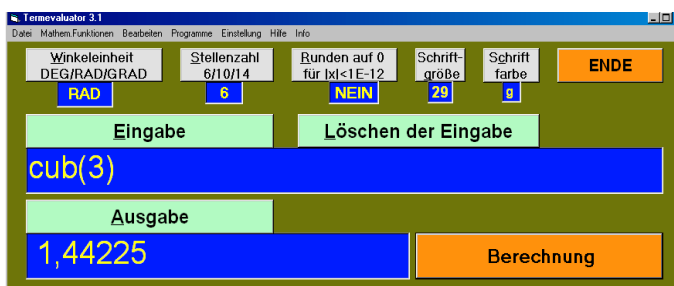 Termevaluator 3.1
Datei Mathem.Funktionen Bearbeiten Programme Einstellung Hilfe Info
Winkeleinheit
DEG/RAD/GRAD
RAD
Stellenzahl
6/10/14
6
Runden auf 0
für |x|<1E-12
NEIN
Schrift-
größe
29
Schrift
farbe
g
ENDE
Eingabe
Löschen der Eingabe
cub(3)
Ausgabe
1,44225
Berechnung